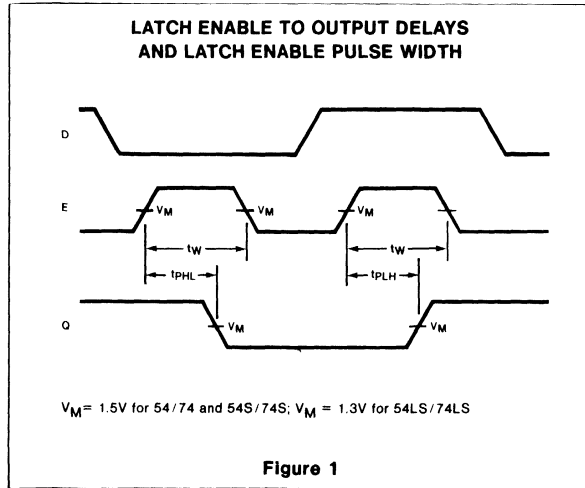 LATCH ENABLE TO OUTPUT DELAYS
AND LATCH ENABLE PULSE WIDTH
D
E
VM
VM
VM
tW
tW
tPHL
tPLH
Q
VM
VM
VM= 1.5V for 54/74 and 54S/74S; VM = 1.3V for 54LS/74LS
Figure 1